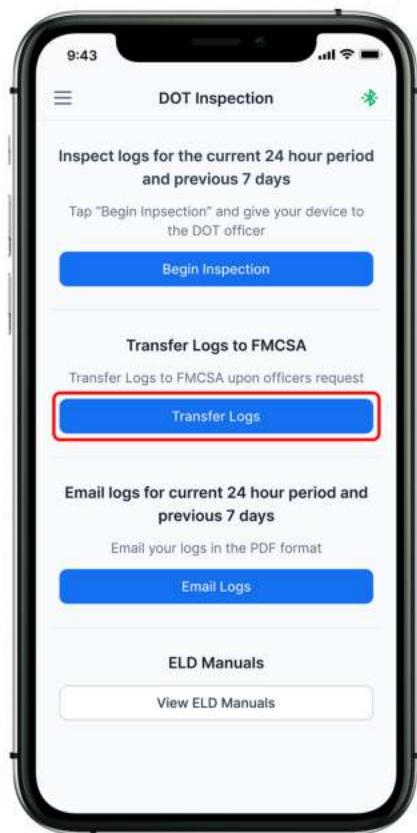 9:43
DOT Inspection
Inspect logs for the current 24 hour period
and previous 7 days
Tap "Begin Inpsection" and give your device to
the DOT officer
Begin Inspection
Transfer Logs to FMCSA
Transfer Logs to FMCSA upon officers request
Transfer Logs
Email logs for current 24 hour period and
previous 7 days
Email your logs in the PDF format
Email Logs
ELD Manuals
View ELD Manuals